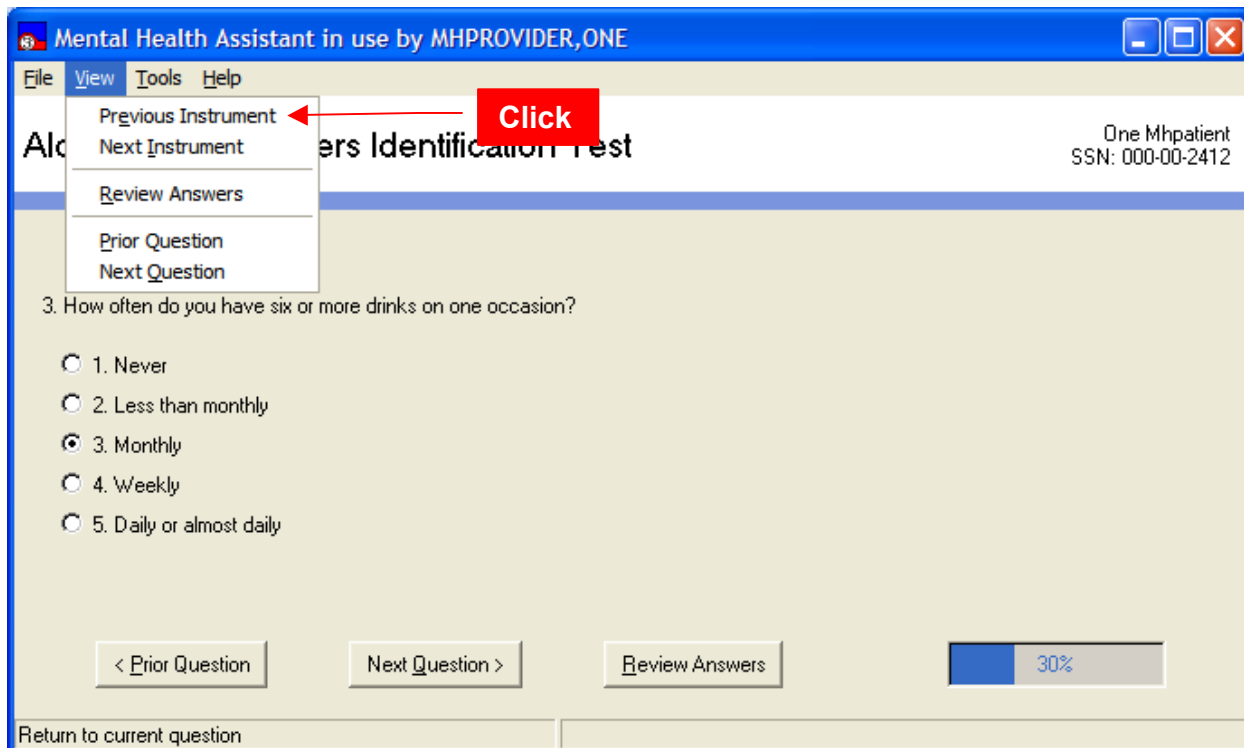 Mental Health Assistant in use by MHPROVIDER,ONE
File View Tools Help
Previous Instrument
Click
Next Instrument
ers Identification Test
One Mhpatient
SSN: 000-00-2412
Review Answers
Prior Question
Next Question
3. How often do you have six or more drinks on one occasion?
1. Never
2. Less than monthly
3. Monthly
4. Weekly
5. Daily or almost daily
< Prior Question Next Question > Review Answers 30%
Return to current question